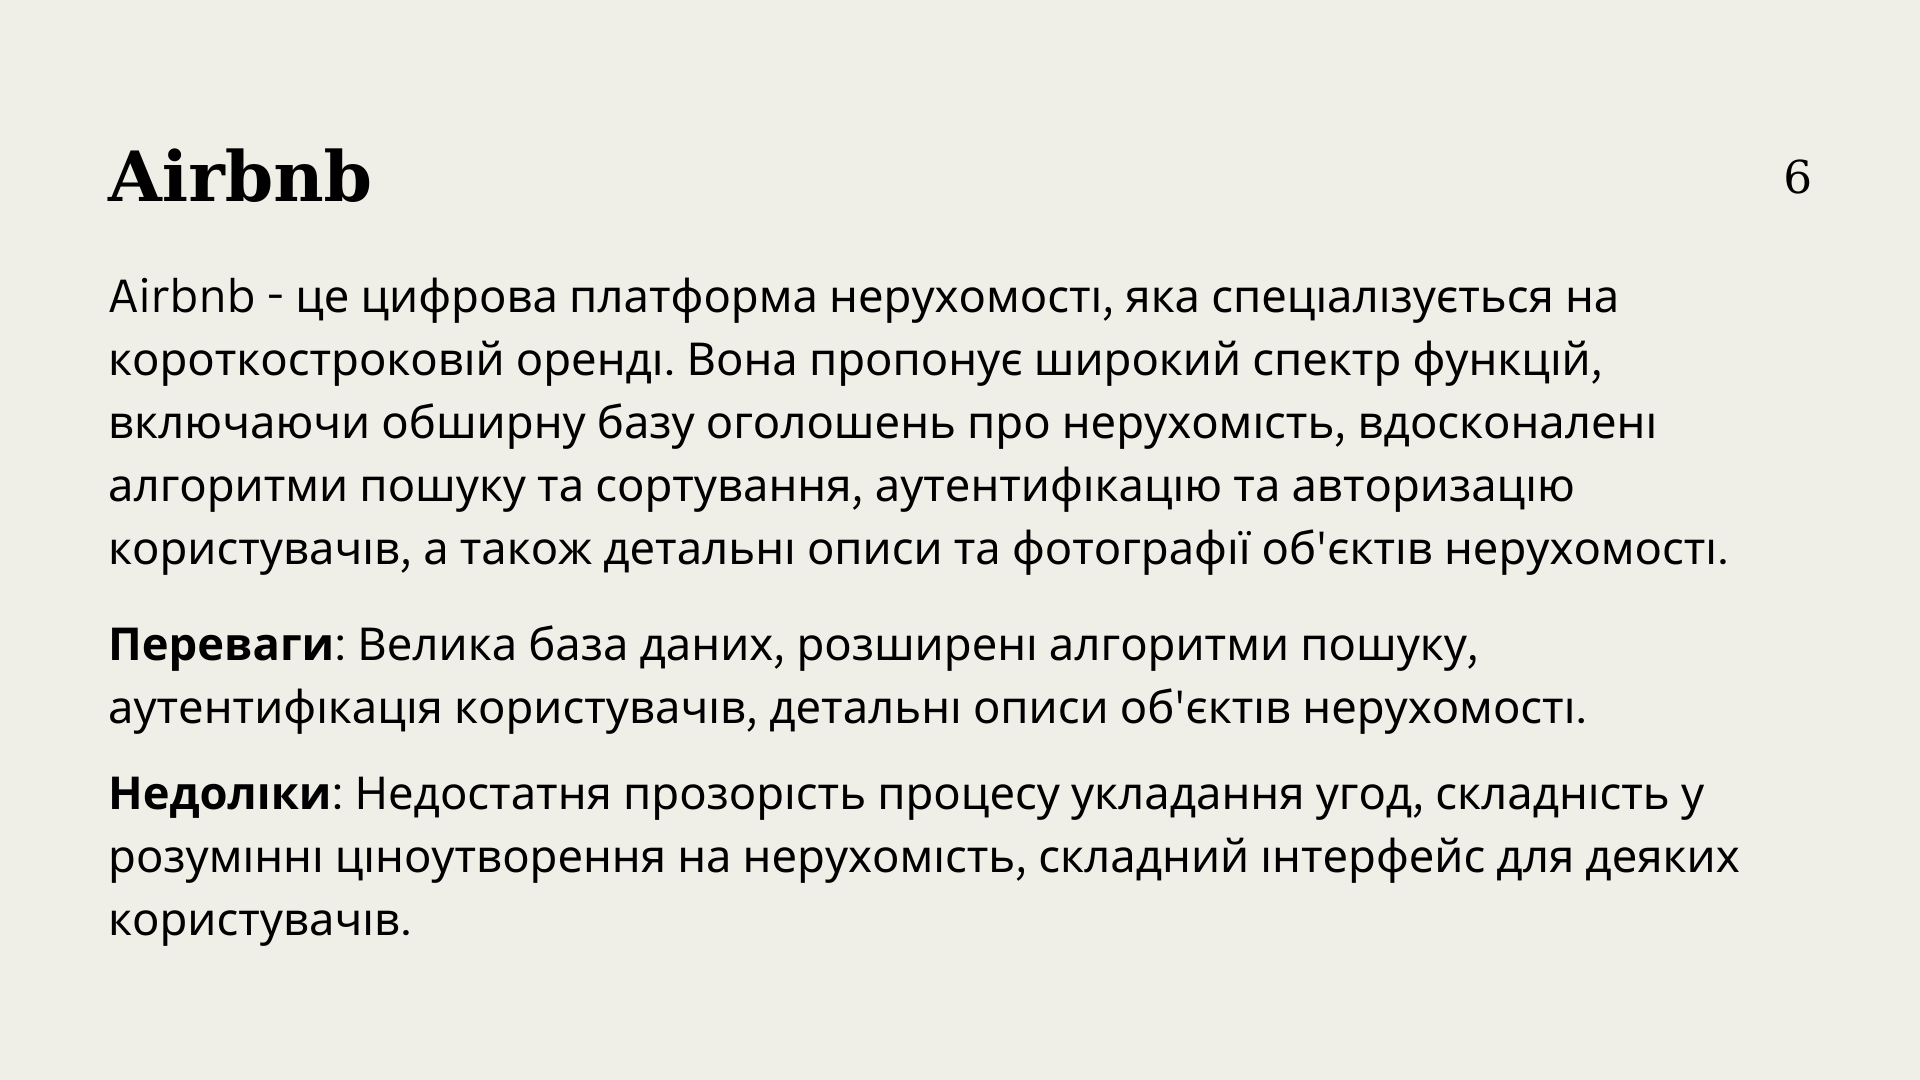 Airbnb
6
Airbnb - це цифрова платформа нерухомості, яка спеціалізується на
короткостроковій оренді. Вона пропонує широкий спектр функцій,
включаючи обширну базу оголошень про нерухомість, вдосконалені
алгоритми пошуку та сортування, аутентифікацію та авторизацію
користувачів, а також детальні описи та фотографії об'єктів нерухомості.
Переваги: Велика база даних, розширені алгоритми пошуку,
аутентифікація користувачів, детальні описи об'єктів нерухомості.
Недоліки: Недостатня прозорість процесу укладання угод, складність у
розумінні ціноутворення на нерухомість, складний інтерфейс для деяких
користувачів.